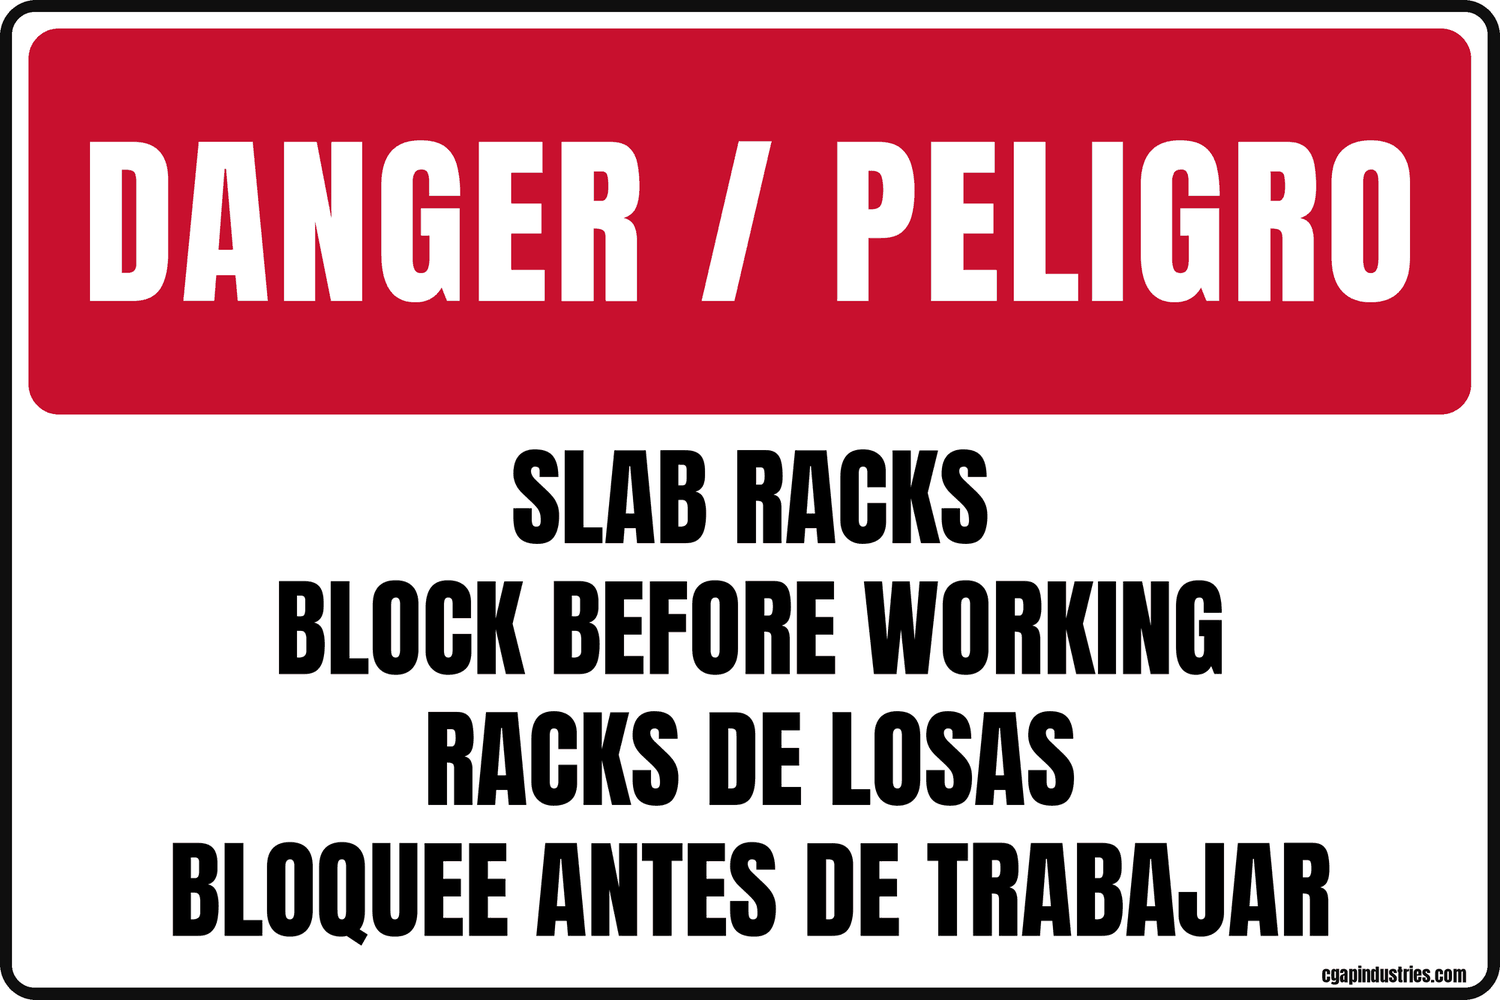 DANGER / PELIGRO
SLAB RACKS
BLOCK BEFORE WORKING
RACKS DE LOSAS
BLOQUEE ANTES DE TRABAJAR
cgapindustries.com